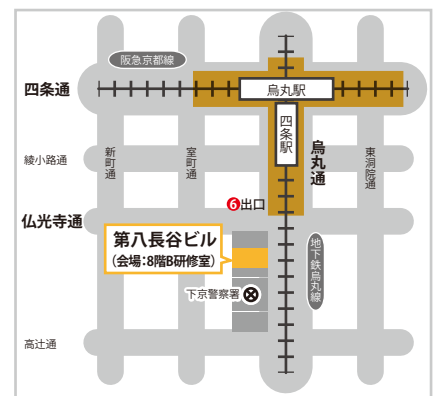 阪急京都線
四条通
烏丸駅
四条駅
烏丸通
綾小路通
新町通
室町通
東洞院通
❻出口
仏光寺通
第八長谷ビル
(会場:8階B研修室)
地下鉄烏丸線
下京警察署
高辻通